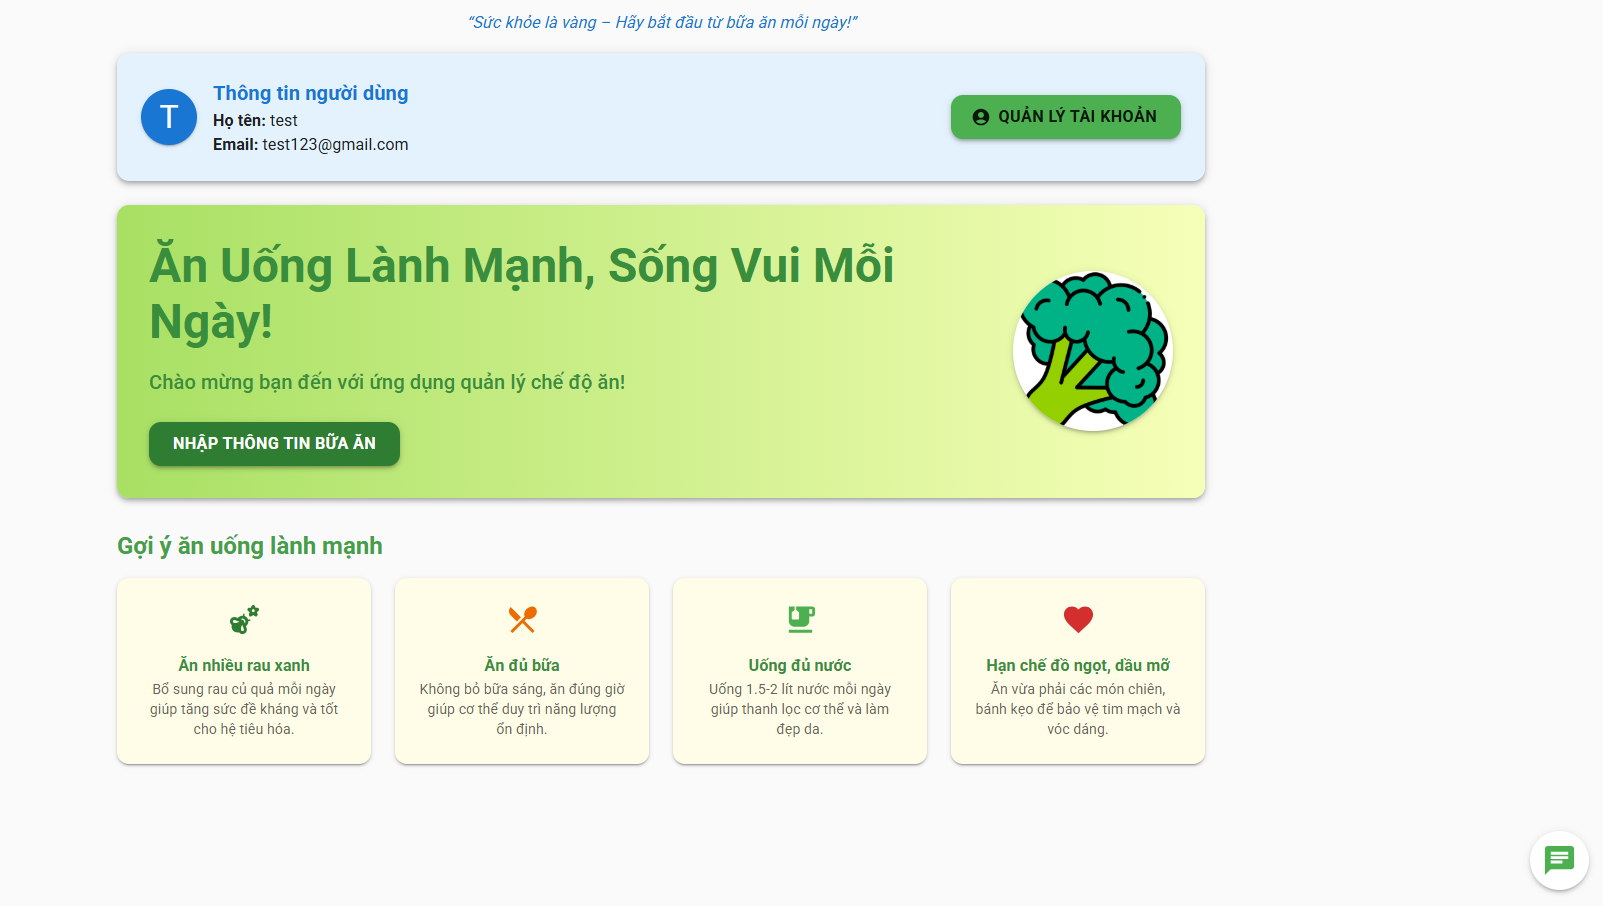 “Sức khỏe là vàng – Hãy bắt đầu từ bữa ăn mỗi ngày!”
T
Thông tin người dùng
Họ tên: test
Email: test123@gmail.com
QUẢN LÝ TÀI KHOẢN
Ăn Uống Lành Mạnh, Sống Vui Mỗi
Ngày!
Chào mừng bạn đến với ứng dụng quản lý chế độ ăn!
NHẬP THÔNG TIN BỮA ĂN
Gợi ý ăn uống lành mạnh
Ăn nhiều rau xanh
Bổ sung rau củ quả mỗi ngày
giúp tăng sức đề kháng và tốt
cho hệ tiêu hóa.
Ăn đủ bữa
Không bỏ bữa sáng, ăn đúng giờ
giúp cơ thể duy trì năng lượng
ổn định.
Uống đủ nước
Uống 1.5-2 lít nước mỗi ngày
giúp thanh lọc cơ thể và làm
đẹp da.
Hạn chế đồ ngọt, dầu mỡ
Ăn vừa phải các món chiên,
bánh kẹo để bảo vệ tim mạch và
vóc dáng.